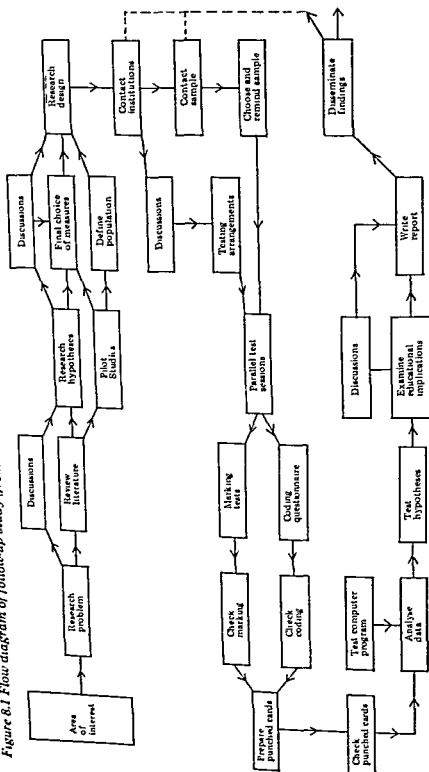 Figure 8.1 Flow diagram of follow-up study
Area
of
interest
Research
problem
Discussions
Review
literature
Research
hypotheses
Pilot
Studies
Discussions
Final choice
of measures
Define
population
Research
design
Contact
institutions
Contact
sample
Choose and
remind sample
Discussions
Testing
arrangements
Parallel test
sessions
Marking
tests
Coding
questionnaire
Check
marking
Check
coding
Prepare
punched cards
Check
punched cards
Test computer
program
Analyse
data
Test
hypotheses
Discussions
Examine
educational
implications
Write
report
Disseminate
findings